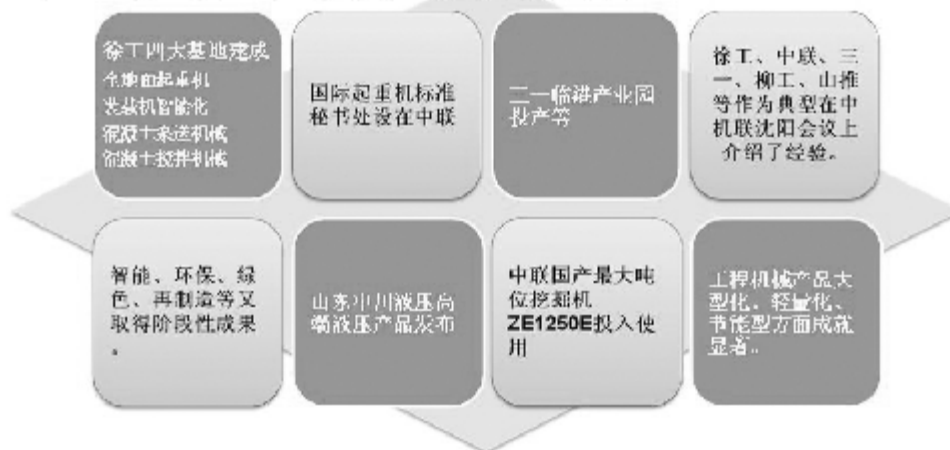 徐工四大基地建成
全地面起重机
装载机智能化
混凝土泵送机械
混凝土搅拌机械
国际起重机标准
秘书处设在中联
三一临港产业园
投产等
徐工、中联、三
一、柳工、山推
等作为典型在中
机联沈阳会议上
介绍了经验。
智能、环保、绿
色、再制造等又
取得阶段性成果
。
山东中川液压高
端液压产品发布
中联国产最大吨
位挖掘机
ZE1250E投入使
用
工程机械产品大
型化、轻量化、
节能型方面成就
显著。